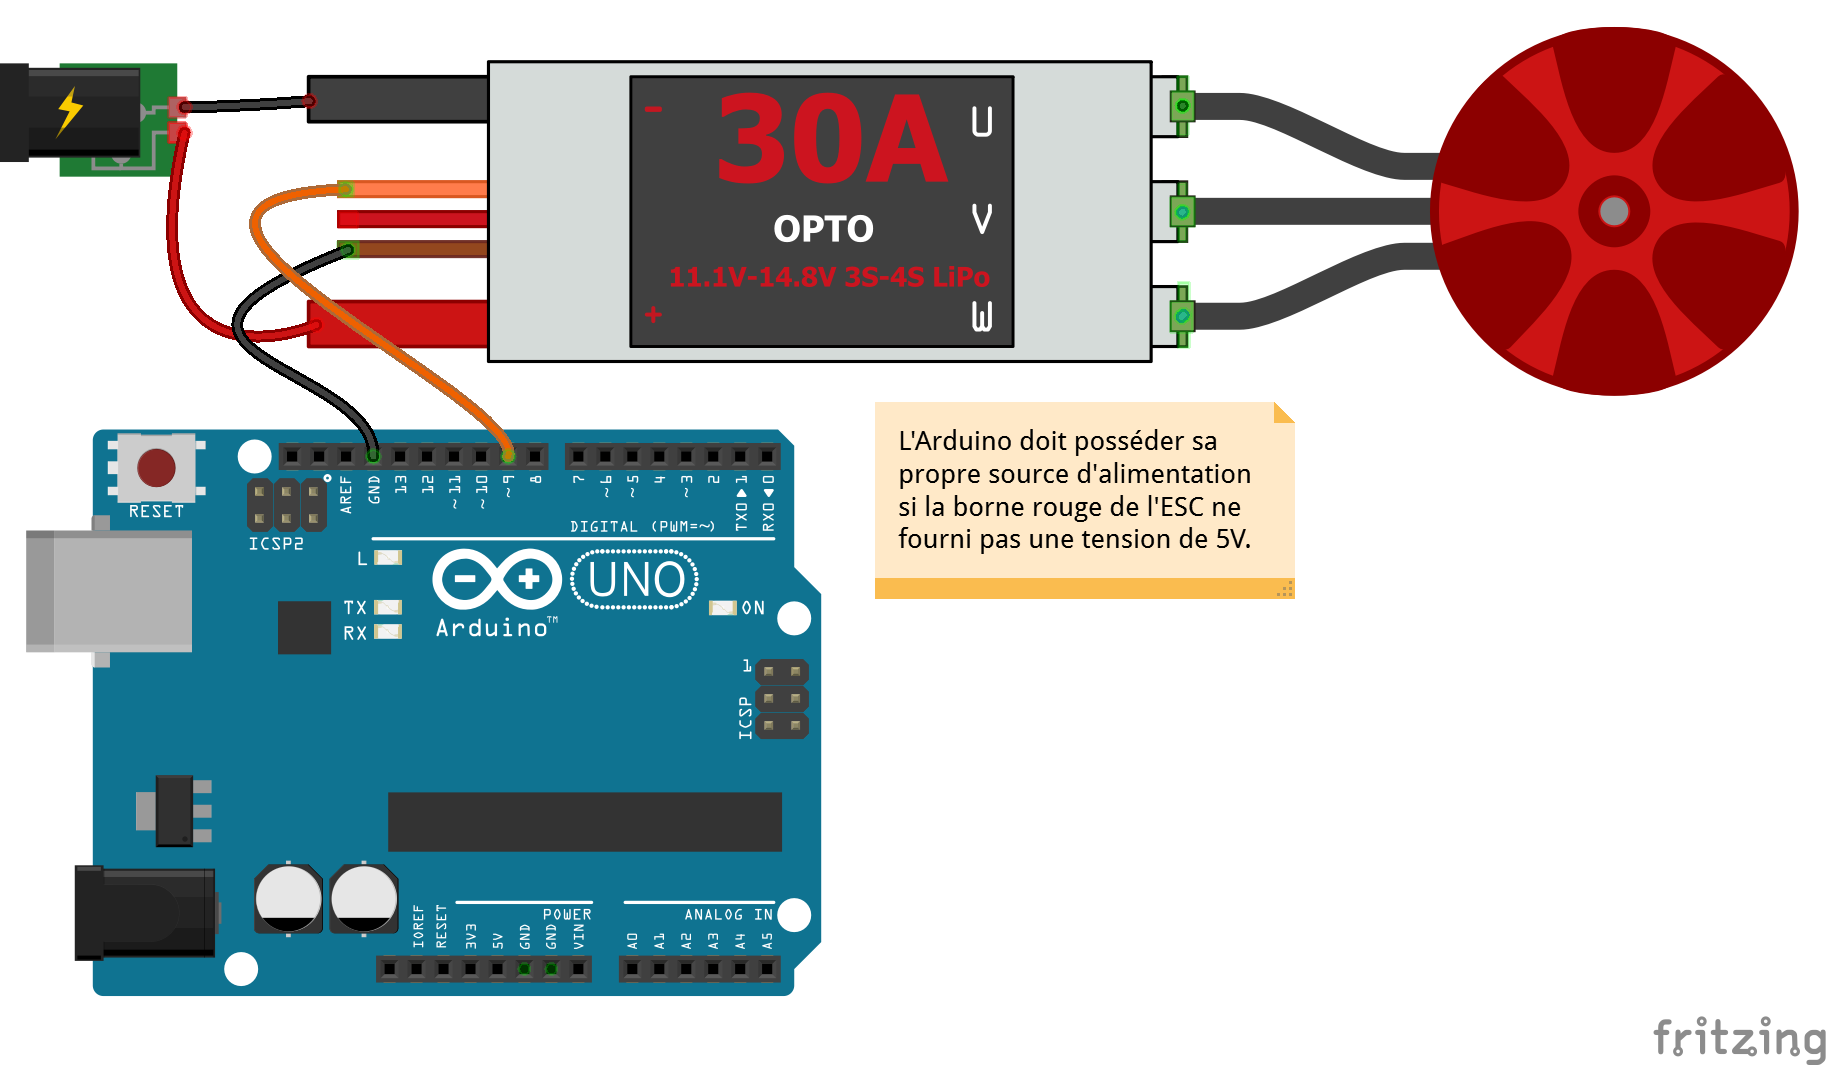 -
30A
U
OPTO
V
11.1V-14.8V 3S-4S LiPo
+
W
L'Arduino doit posséder sa
propre source d'alimentation
si la borne rouge de l'ESC ne
fourni pas une tension de 5V.
RESET
ICSP2
AREF
GND
13
12
~11
~10
~9
8
7
~6
~5
4
~3
2
TX0▶1
RX0◀0
DIGITAL (PWM=~)
L
TX
RX
UNO
Arduino™
ON
1
ICSP
IOREF
RESET
3V3
5V
GND
GND
VIN
POWER
ANALOG IN
A0
A1
A2
A3
A4
A5
fritzing